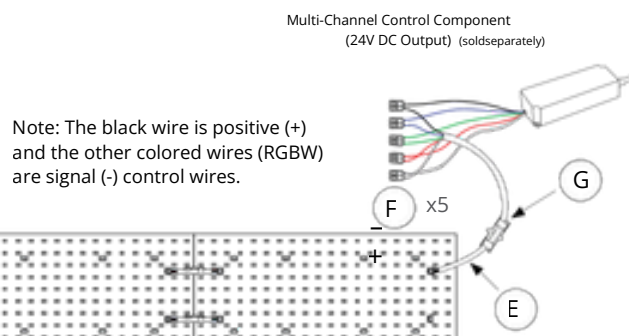 Multi-Channel Control Component
(24V DC Output) (soldseparately)
Note: The black wire is positive (+)
and the other colored wires (RGBW)
are signal (-) control wires.
G
F x5
−
+
E